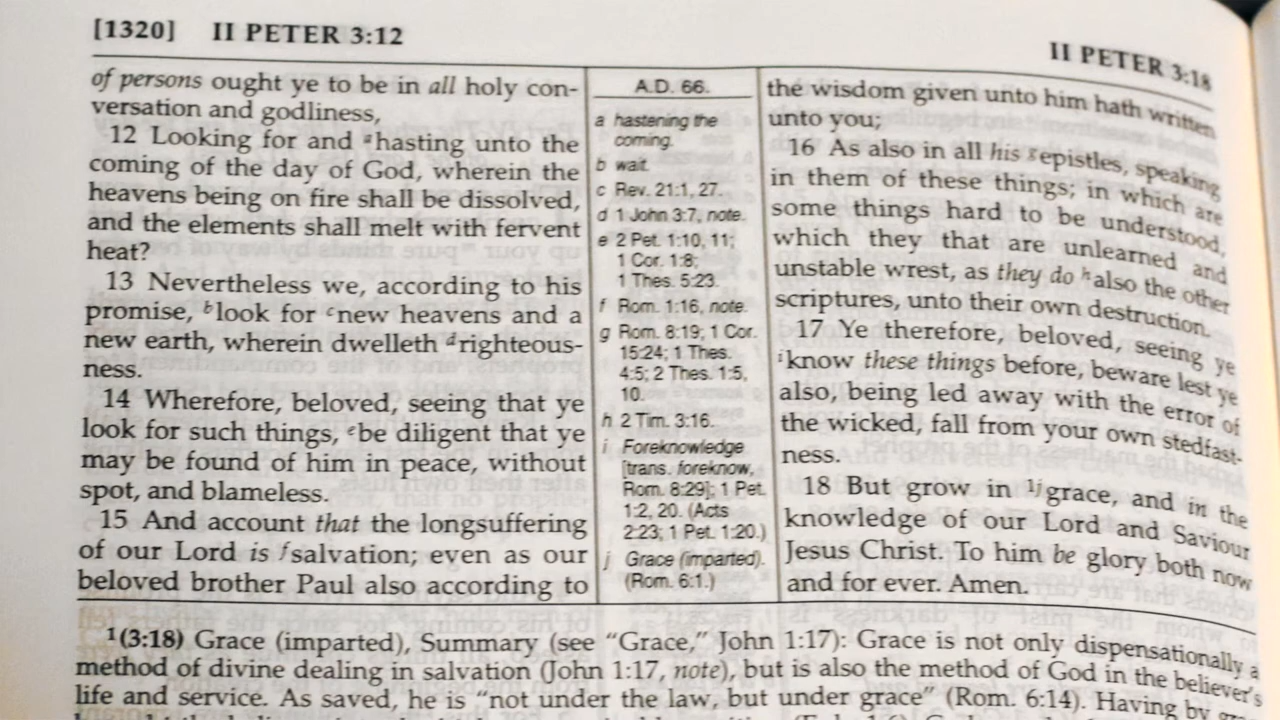 [1320] II PETER 3:12
II PETER 3:18
of persons ought ye to be in all holy con-
versation and godliness,
12 Looking for and ᵃhasting unto the
coming of the day of God, wherein the
heavens being on fire shall be dissolved,
and the elements shall melt with fervent
heat?
13 Nevertheless we, according to his
promise, ᵇlook for ᶜnew heavens and a
new earth, wherein dwelleth ᵈrighteous-
ness.
14 Wherefore, beloved, seeing that ye
look for such things, ᵉbe diligent that ye
may be found of him in peace, without
spot, and blameless.
15 And account that the longsuffering
of our Lord is ᶠsalvation; even as our
beloved brother Paul also according to
A.D. 66.
a hastening the
coming.
b wait.
c Rev. 21:1, 27.
d 1 John 3:7, note.
e 2 Pet. 1:10, 11;
1 Cor. 1:8;
1 Thes. 5:23.
f Rom. 1:16, note.
g Rom. 8:19; 1 Cor.
15:24; 1 Thes.
4:5; 2 Thes. 1:5,
10.
h 2 Tim. 3:16.
i Foreknowledge
[trans. foreknow,
Rom. 8:29]; 1 Pet.
1:2, 20. (Acts
2:23; 1 Pet. 1:20.)
j Grace (imparted).
(Rom. 6:1.)
the wisdom given unto him hath written
unto you;
16 As also in all his ᵍepistles, speaking
in them of these things; in which are
some things hard to be understood,
which they that are unlearned and
unstable wrest, as they do ʰalso the other
scriptures, unto their own destruction.
17 Ye therefore, beloved, seeing ye
ⁱknow these things before, beware lest ye
also, being led away with the error of
the wicked, fall from your own stedfast-
ness.
18 But grow in ¹ʲgrace, and in the
knowledge of our Lord and Saviour
Jesus Christ. To him be glory both now
and for ever. Amen.
¹(3:18) Grace (imparted), Summary (see “Grace,” John 1:17): Grace is not only dispensationally a
method of divine dealing in salvation (John 1:17, note), but is also the method of God in the believer's
life and service. As saved, he is “not under the law, but under grace” (Rom. 6:14). Having by